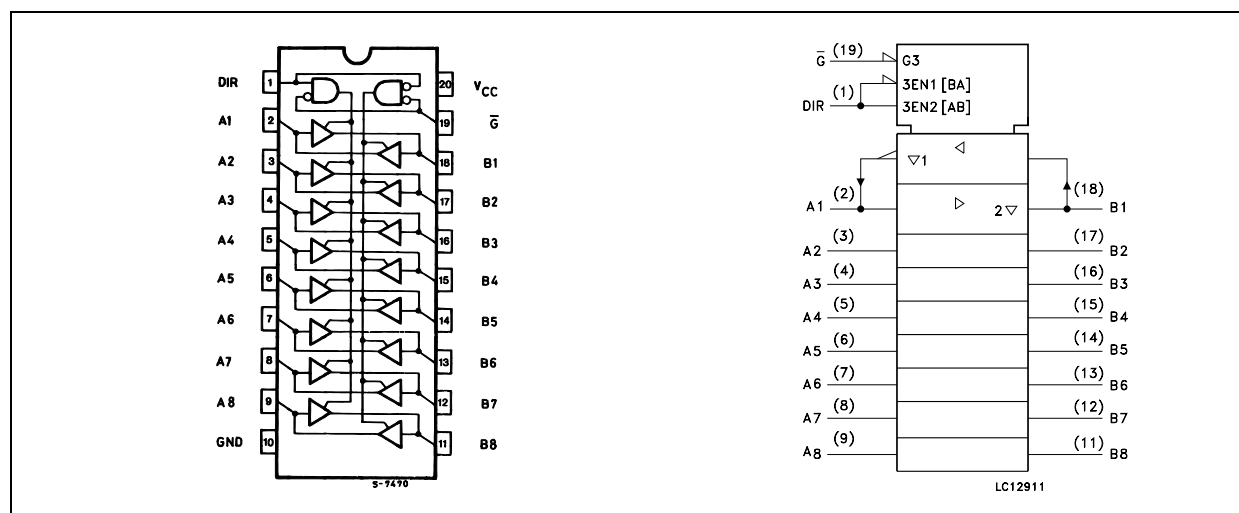 DIR 1 20 VCC
A1 2 19 G̅
A2 3 18 B1
A3 4 17 B2
A4 5 16 B3
A5 6 15 B4
A6 7 14 B5
A7 8 13 B6
A8 9 12 B7
GND 10 11 B8
S-7470
G̅ (19) G3
3EN1 [BA]
DIR (1) 3EN2 [AB]
▽1 ◁
A1 (2) ▷ 2▽ (18) B1
A2 (3) (17) B2
A3 (4) (16) B3
A4 (5) (15) B4
A5 (6) (14) B5
A6 (7) (13) B6
A7 (8) (12) B7
A8 (9) (11) B8
LC12911